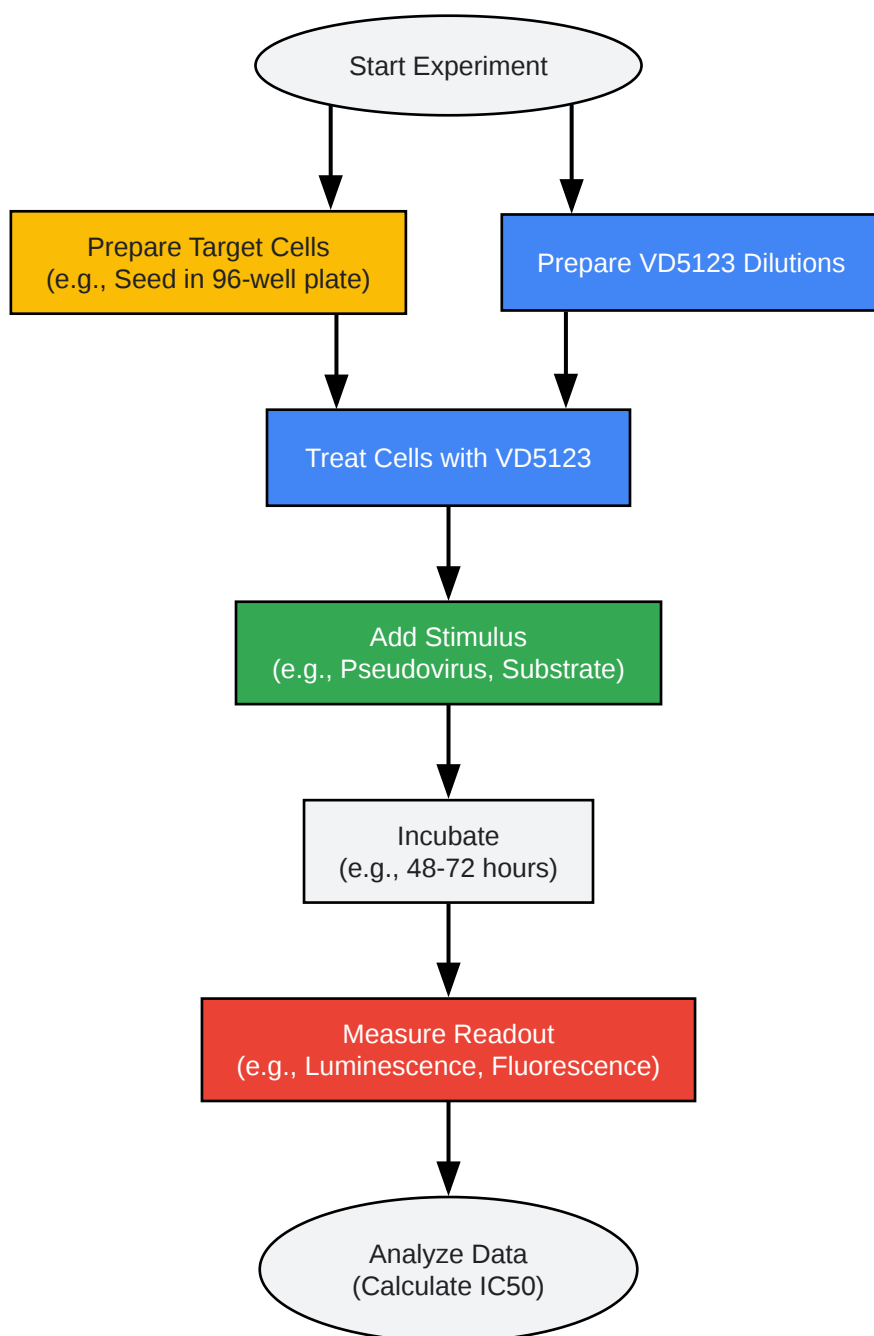 Start Experiment
Prepare Target Cells
(e.g., Seed in 96-well plate)
Prepare VD5123 Dilutions
Treat Cells with VD5123
Add Stimulus
(e.g., Pseudovirus, Substrate)
Incubate
(e.g., 48-72 hours)
Measure Readout
(e.g., Luminescence, Fluorescence)
Analyze Data
(Calculate IC50)